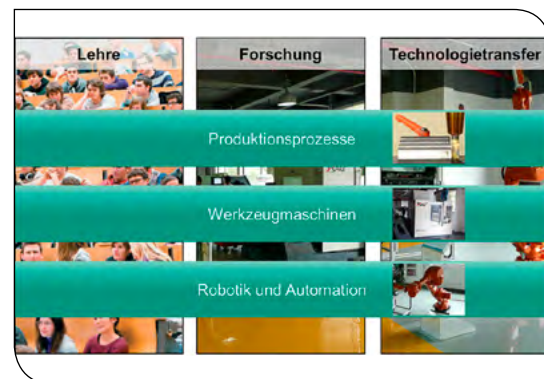 Lehre
Forschung
Technologietransfer
Produktionsprozesse
Werkzeugmaschinen
Robotik und Automation